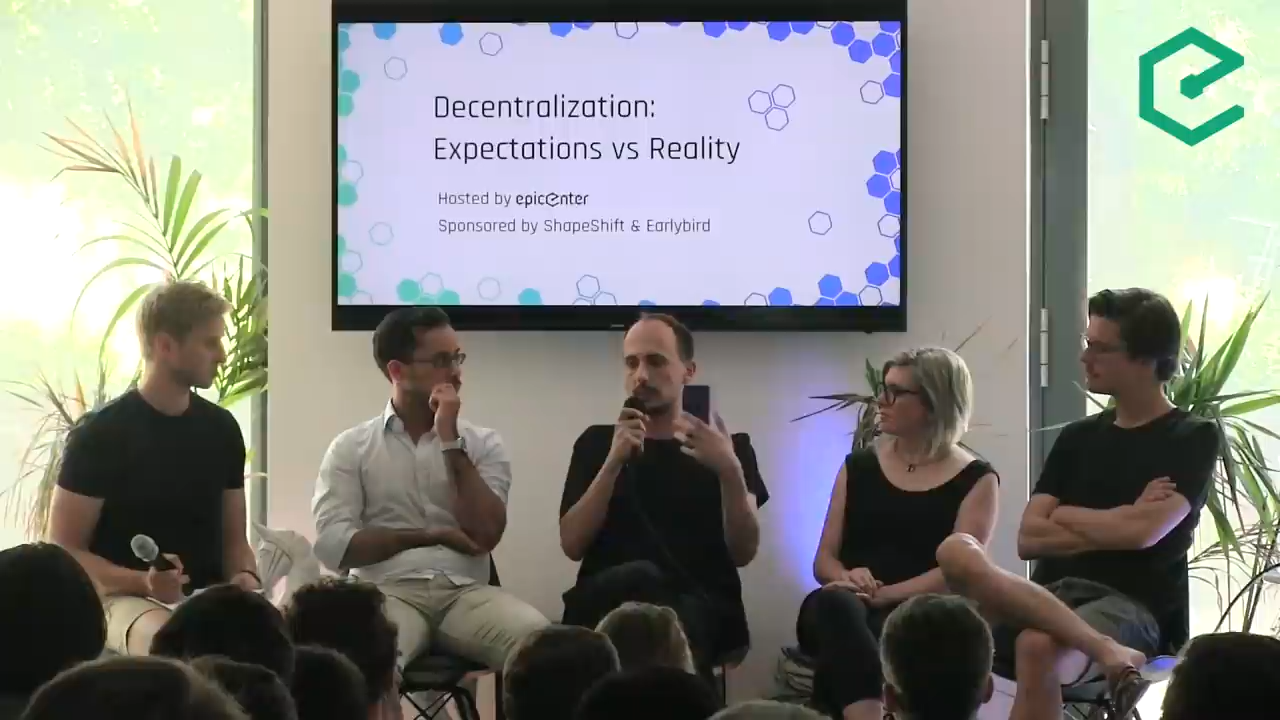 Decentralization:
Expectations vs Reality
Hosted by epicenter
Sponsored by ShapeShift & Earlybird